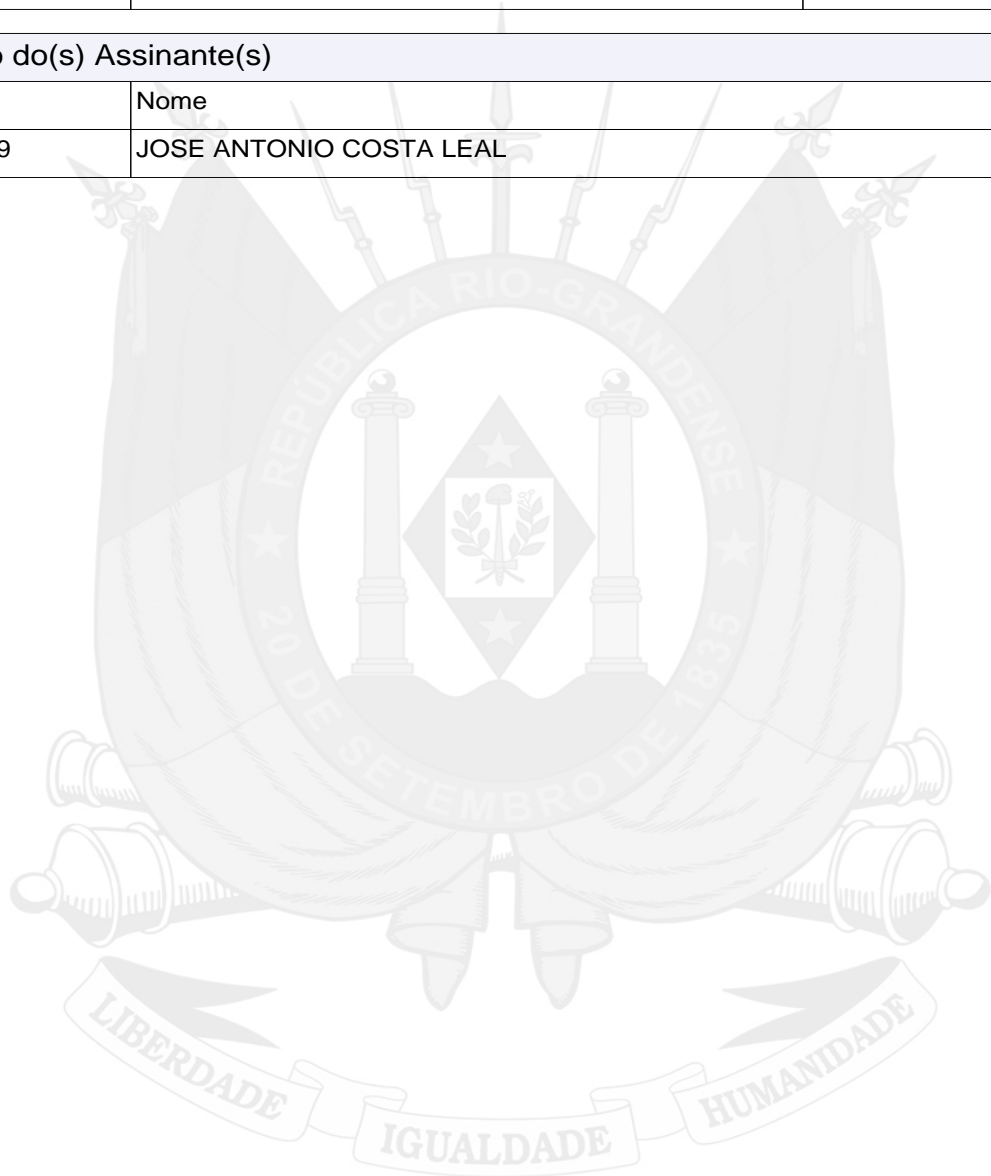 o do(s) Assinante(s)
Nome
9 JOSE ANTONIO COSTA LEAL
REPÚBLICA RIO-GRANDENSE
20 DE SETEMBRO DE 1835
LIBERDADE
IGUALDADE
HUMANIDADE